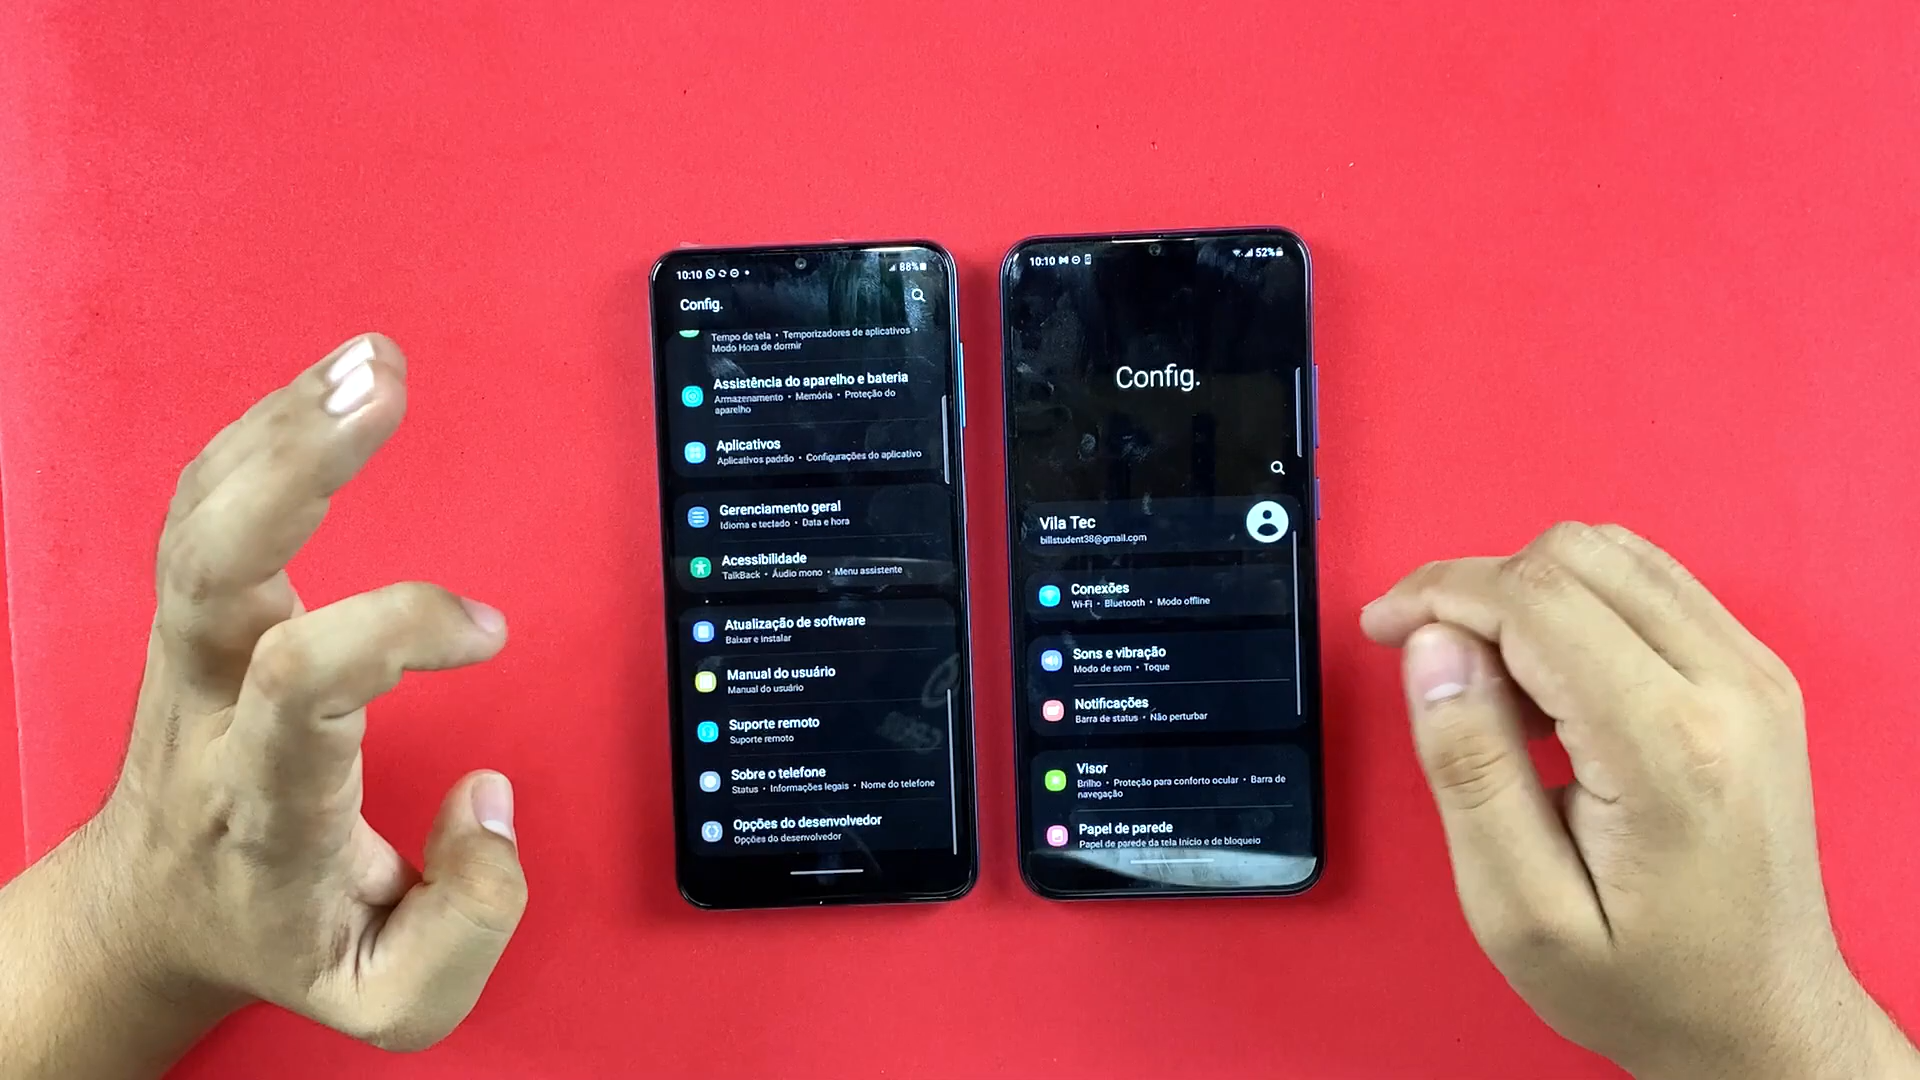 10:10
88%
Config.
Tempo de tela • Temporizadores de aplicativos •
Modo Hora de dormir
Assistência do aparelho e bateria
Armazenamento • Memória • Proteção do
aparelho
Aplicativos
Aplicativos padrão • Configurações do aplicativo
Gerenciamento geral
Idioma e teclado • Data e hora
Acessibilidade
TalkBack • Áudio mono • Menu assistente
Atualização de software
Baixar e instalar
Manual do usuário
Manual do usuário
Suporte remoto
Suporte remoto
Sobre o telefone
Status • Informações legais • Nome do telefone
Opções do desenvolvedor
Opções do desenvolvedor
10:10
52%
Config.
Vila Tec
billstudent38@gmail.com
Conexões
Wi-Fi • Bluetooth • Modo offline
Sons e vibração
Modo de som • Toque
Notificações
Barra de status • Não perturbar
Visor
Brilho • Proteção para conforto ocular • Barra de
navegação
Papel de parede
Papel de parede da tela Início e de bloqueio